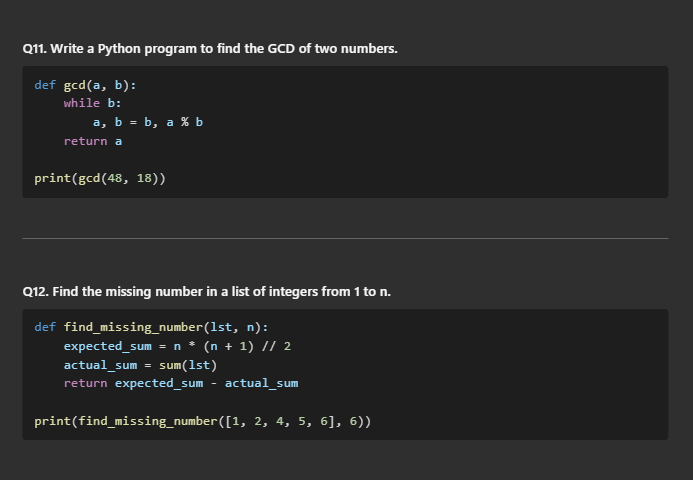 Q11. Write a Python program to find the GCD of two numbers.
def gcd(a, b):
    while b:
        a, b = b, a % b
    return a
print(gcd(48, 18))
Q12. Find the missing number in a list of integers from 1 to n.
def find_missing_number(lst, n):
    expected_sum = n * (n + 1) // 2
    actual_sum = sum(lst)
    return expected_sum - actual_sum
print(find_missing_number([1, 2, 4, 5, 6], 6))